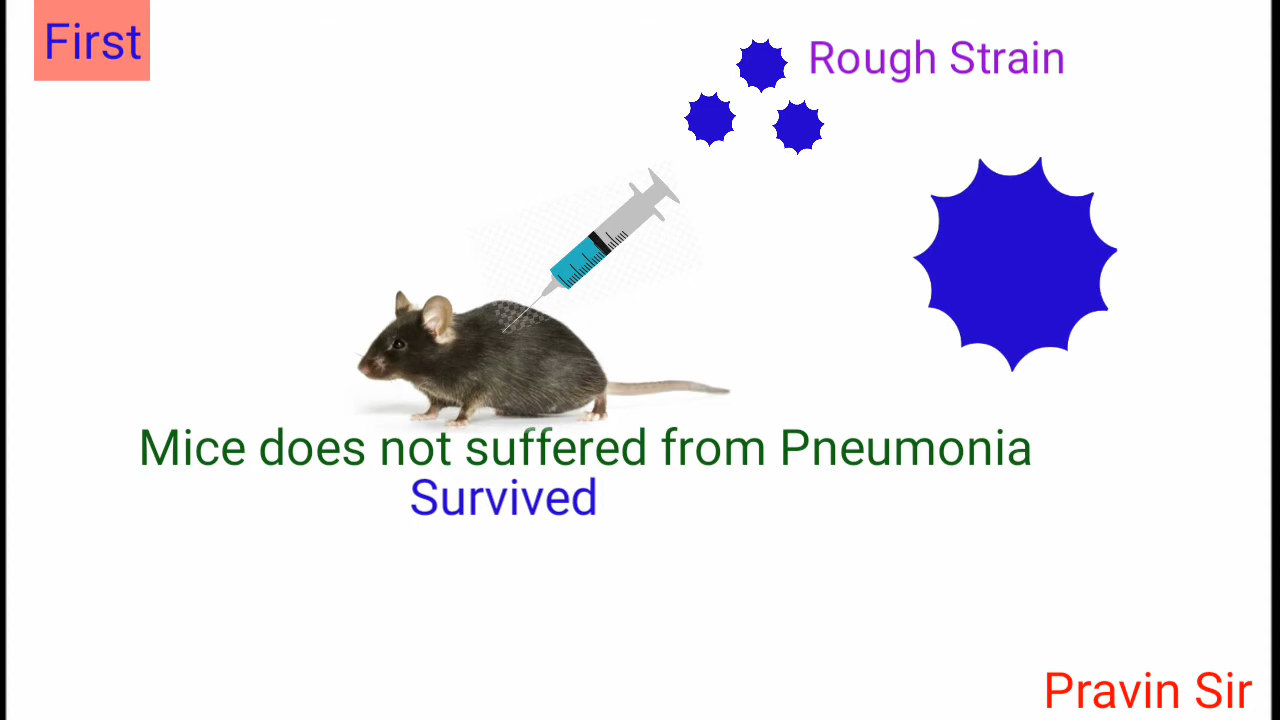 First
Rough Strain
Mice does not suffered from Pneumonia
Survived
Pravin Sir